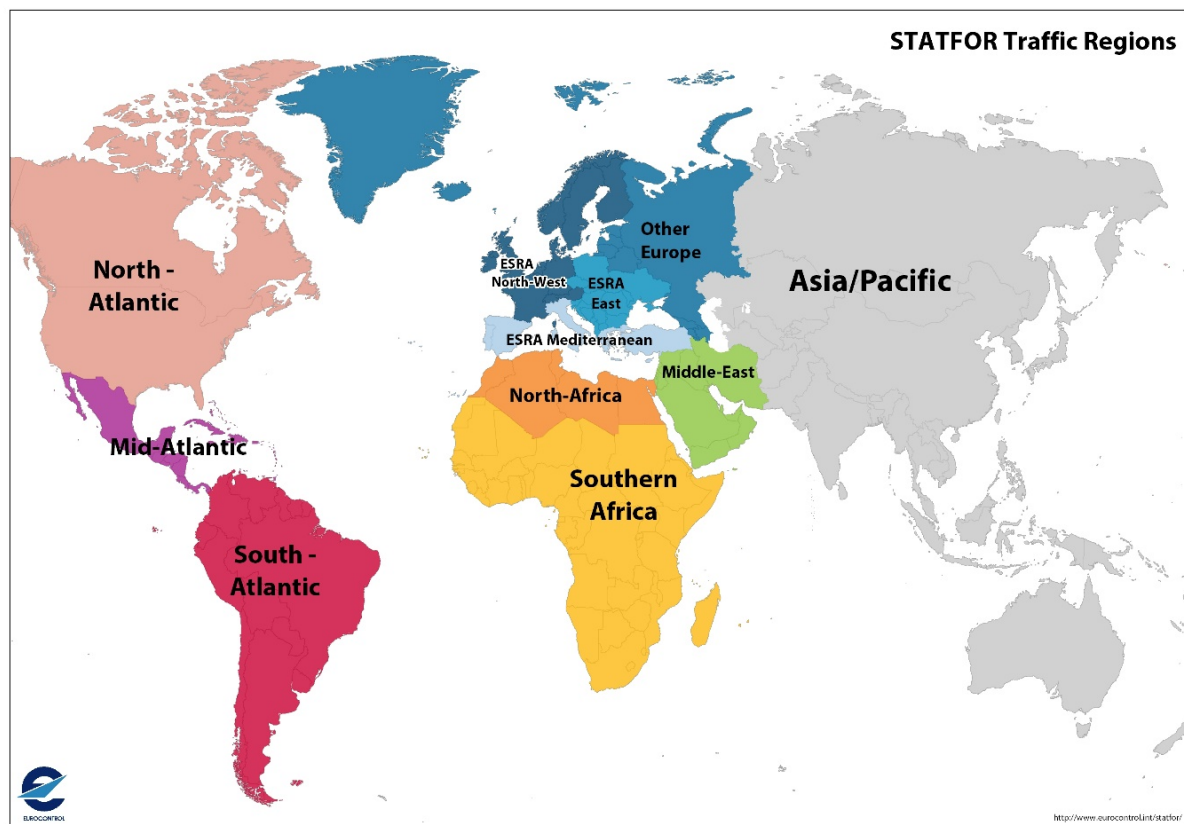 STATFOR Traffic Regions
North -
Atlantic
Other
Europe
ESRA
North-West
ESRA
East
Asia/Pacific
ESRA Mediterranean
Middle-East
North-Africa
Mid-Atlantic
Southern
Africa
South -
Atlantic
EUROCONTROL
http://www.eurocontrol.int/statfor/